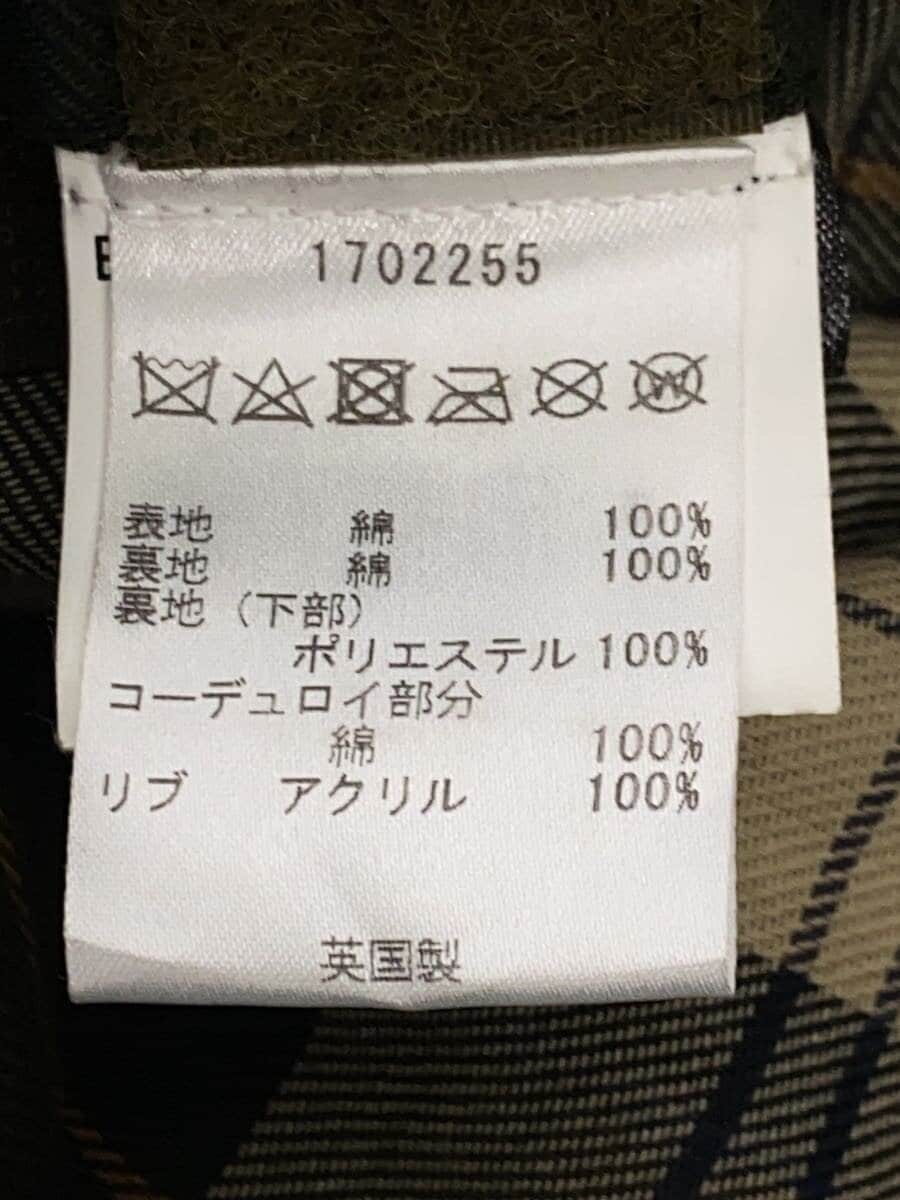 1702255
W
表地 綿 100%
裏地 綿 100%
裏地(下部)
ポリエステル 100%
コーデュロイ部分
綿 100%
リブ アクリル 100%
英国製